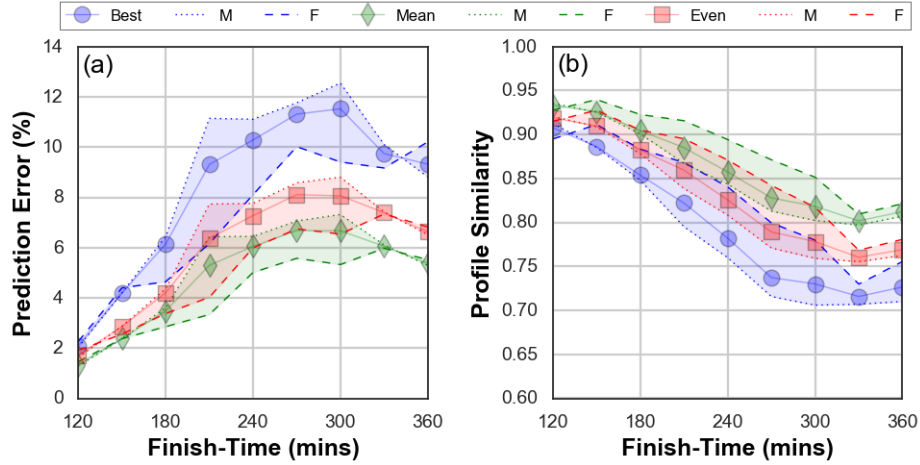 Best M F Mean M F Even M F
(a)
14
12
10
8
6
4
2
0
Prediction Error (%)
120 180 240 300 360
Finish-Time (mins)
(b)
1.00
0.95
0.90
0.85
0.80
0.75
0.70
0.65
0.60
Profile Similarity
120 180 240 300 360
Finish-Time (mins)